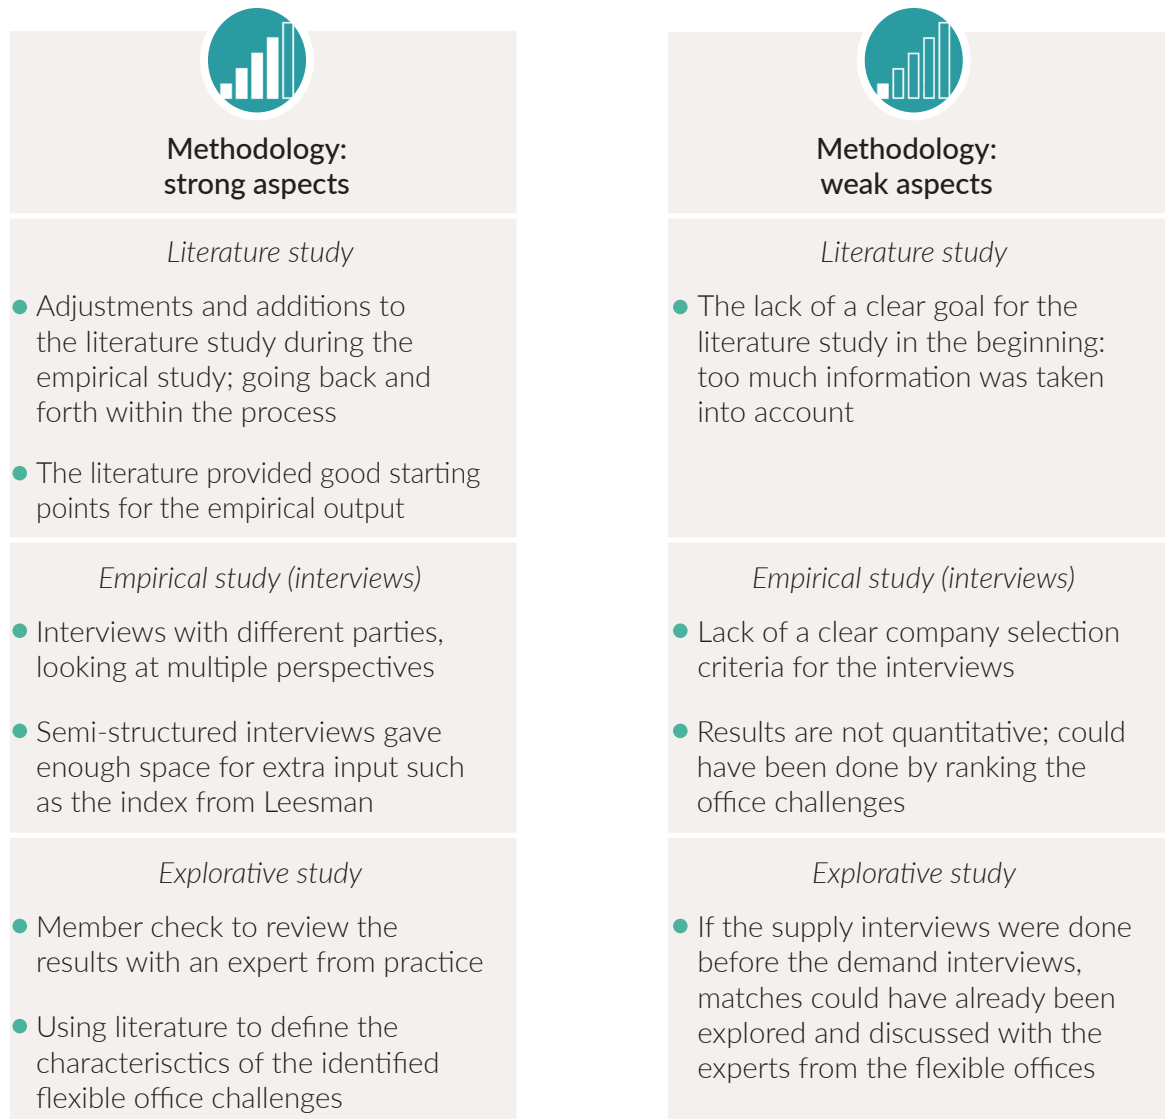 Methodology:
strong aspects
Literature study
Adjustments and additions to
the literature study during the
empirical study; going back and
forth within the process
The literature provided good starting
points for the empirical output
Empirical study (interviews)
Interviews with different parties,
looking at multiple perspectives
Semi-structured interviews gave
enough space for extra input such
as the index from Leesman
Explorative study
Member check to review the
results with an expert from practice
Using literature to define the
characterisctics of the identified
flexible office challenges
Methodology:
weak aspects
Literature study
The lack of a clear goal for the
literature study in the beginning:
too much information was taken
into account
Empirical study (interviews)
Lack of a clear company selection
criteria for the interviews
Results are not quantitative; could
have been done by ranking the
office challenges
Explorative study
If the supply interviews were done
before the demand interviews,
matches could have already been
explored and discussed with the
experts from the flexible offices